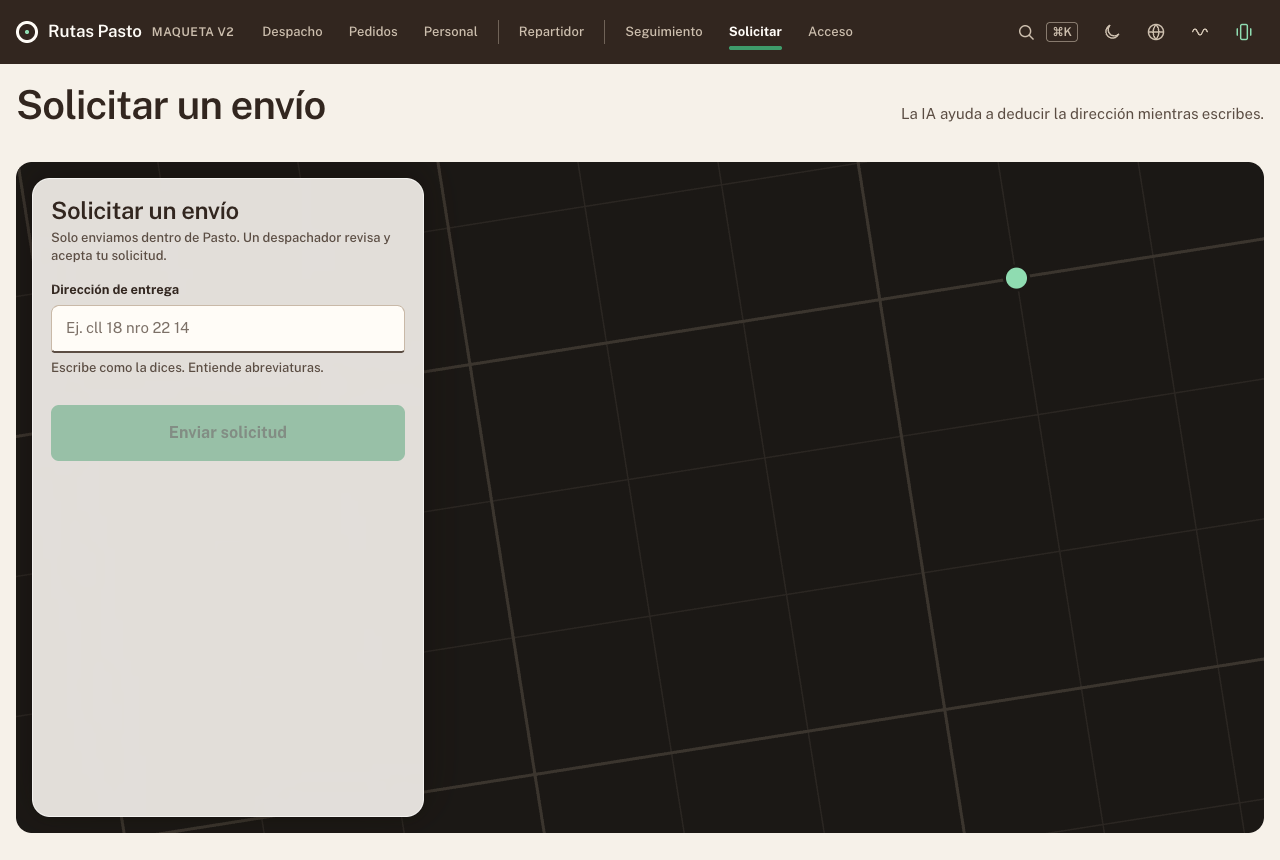 Rutas Pasto MAQUETA V2 Despacho Pedidos Personal Repartidor Seguimiento Solicitar Acceso ⌘K
Solicitar un envío
La IA ayuda a deducir la dirección mientras escribes.
Solicitar un envío
Solo enviamos dentro de Pasto. Un despachador revisa y
acepta tu solicitud.
Dirección de entrega
Ej. cll 18 nro 22 14
Escribe como la dices. Entiende abreviaturas.
Enviar solicitud